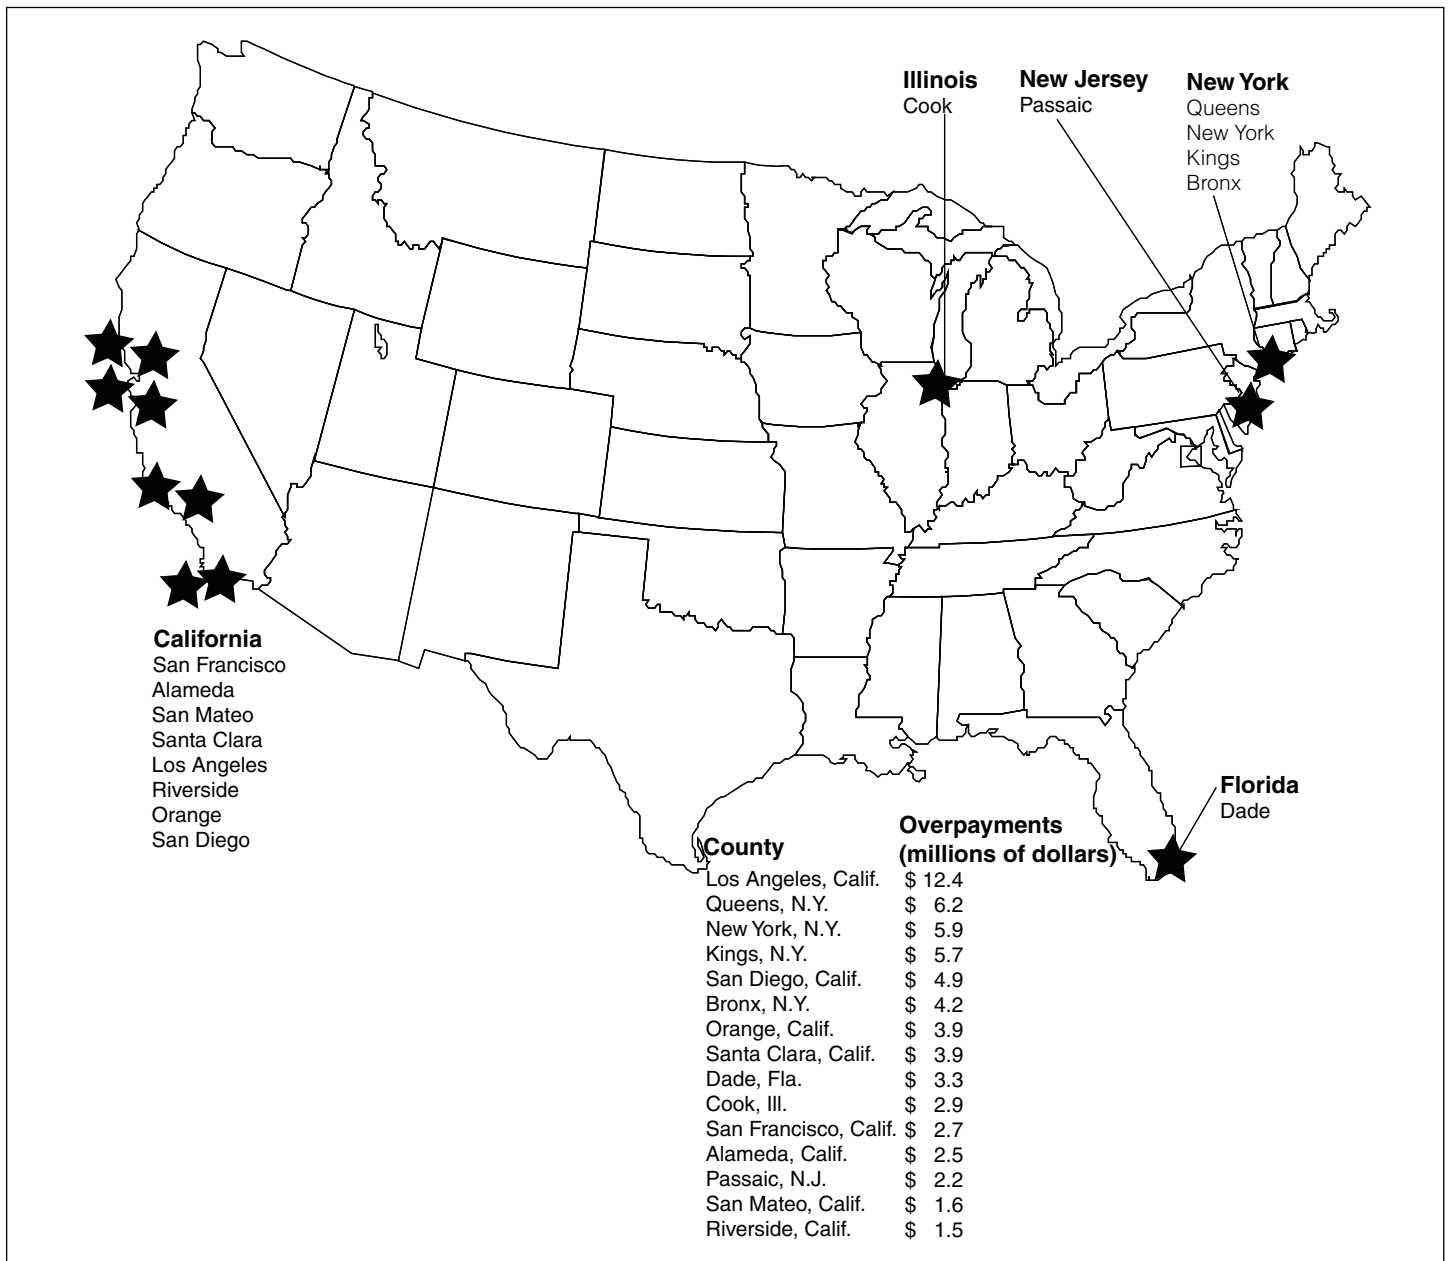 Illinois
Cook
New Jersey
Passaic
New York
Queens
New York
Kings
Bronx
California
San Francisco
Alameda
San Mateo
Santa Clara
Los Angeles
Riverside
Orange
San Diego
Florida
Dade
County Overpayments (millions of dollars)
Los Angeles, Calif. $ 12.4
Queens, N.Y. $ 6.2
New York, N.Y. $ 5.9
Kings, N.Y. $ 5.7
San Diego, Calif. $ 4.9
Bronx, N.Y. $ 4.2
Orange, Calif. $ 3.9
Santa Clara, Calif. $ 3.9
Dade, Fla. $ 3.3
Cook, Ill. $ 2.9
San Francisco, Calif. $ 2.7
Alameda, Calif. $ 2.5
Passaic, N.J. $ 2.2
San Mateo, Calif. $ 1.6
Riverside, Calif. $ 1.5